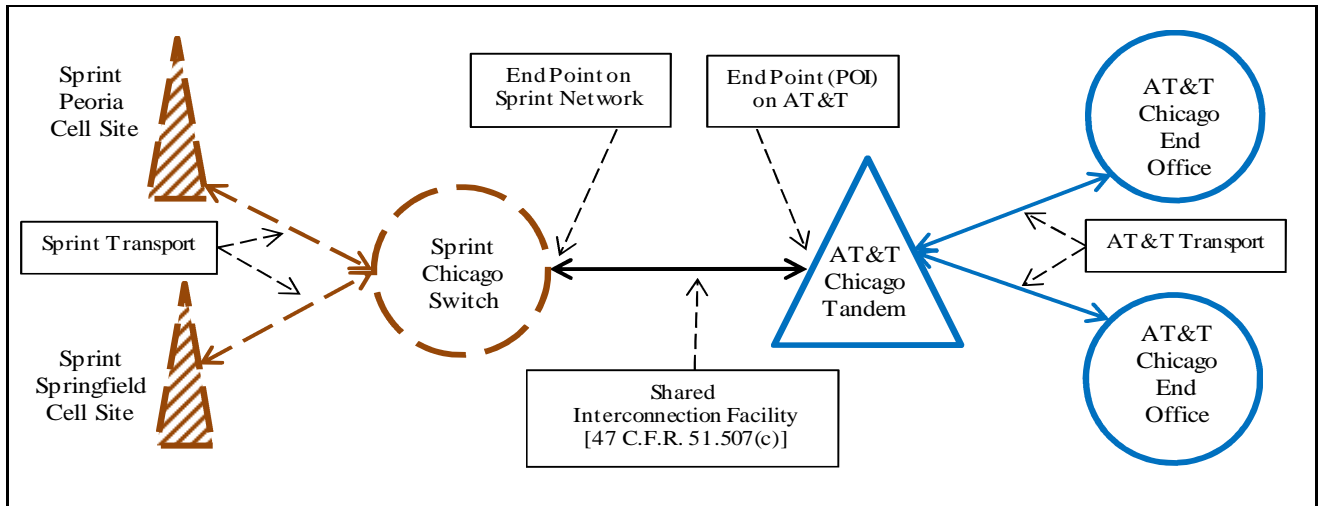 Sprint
Peoria
Cell Site
End Point on
Sprint Network
End Point (POI)
on AT&T
AT&T
Chicago
End
Office
Sprint Transport
Sprint
Chicago
Switch
AT&T
Chicago
Tandem
AT&T Transport
Sprint
Springfield
Cell Site
Shared
Interconnection Facility
[47 C.F.R. 51.507(c)]
AT&T
Chicago
End
Office